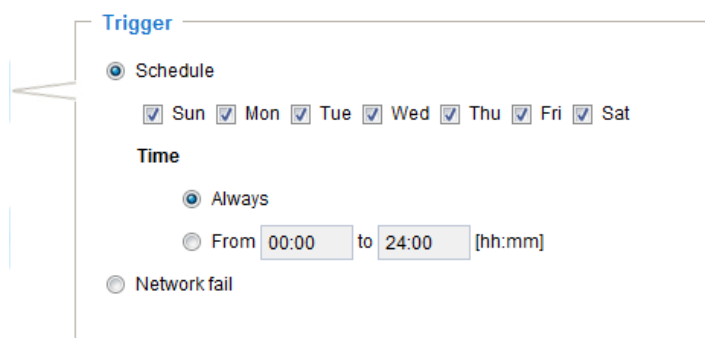 Trigger
Schedule
Sun Mon Tue Wed Thu Fri Sat
Time
Always
From 00:00 to 24:00 [hh:mm]
Network fail